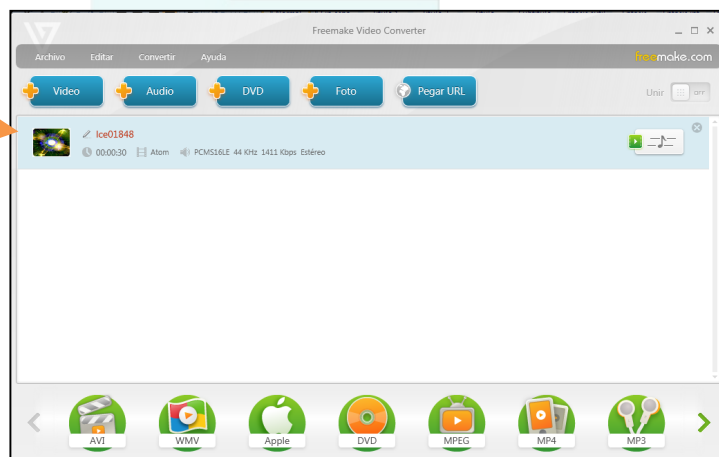 Freemake Video Converter
Archivo Editar Convertir Ayuda
freemake.com
Video Audio DVD Foto Pegar URL
Unir OFF
Ice01848
00:00:30 Atom PCMS16LE 44 KHz 1411 Kbps Estéreo
AVI WMV Apple DVD MPEG MP4 MP3